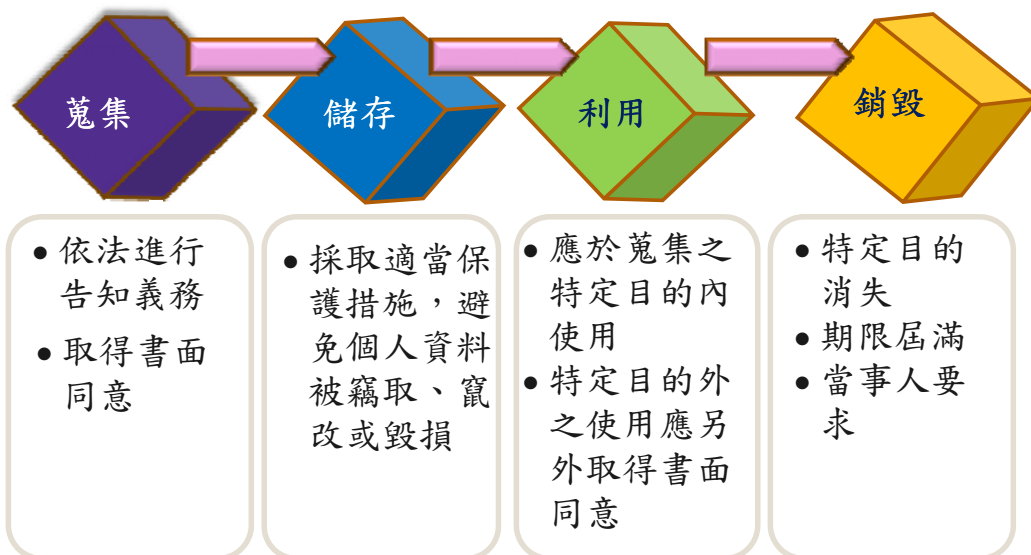 蒐集
儲存
利用
銷毀
• 依法進行
告知義務
• 取得書面
同意
• 採取適當保
護措施，避
免個人資料
被竊取、竄
改或毀損
• 應於蒐集之
特定目的內
使用
• 特定目的外
之使用應另
外取得書面
同意
• 特定目的
消失
• 期限屆滿
• 當事人要
求